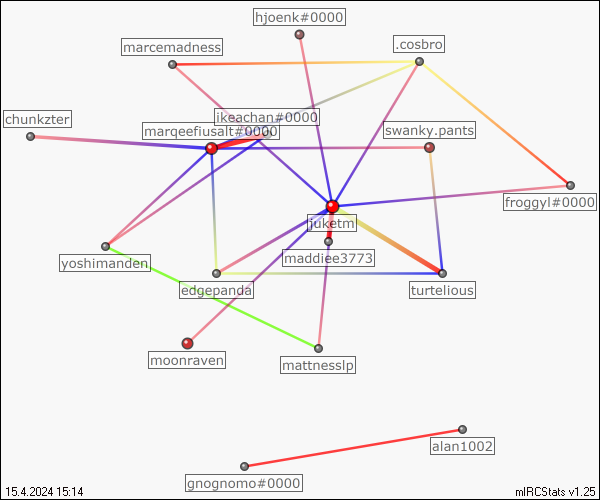 hjoenk#0000
marcemadness
.cosbro
chunkzter
ikeachan#0000
marqeefiusalt#0000
swanky.pants
froggyl#0000
juketm
maddiee3773
yoshimanden
edgepanda
turtelious
moonraven
mattnesslp
alan1002
gnognomo#0000
15.4.2024 15:14
mIRCStats v1.25